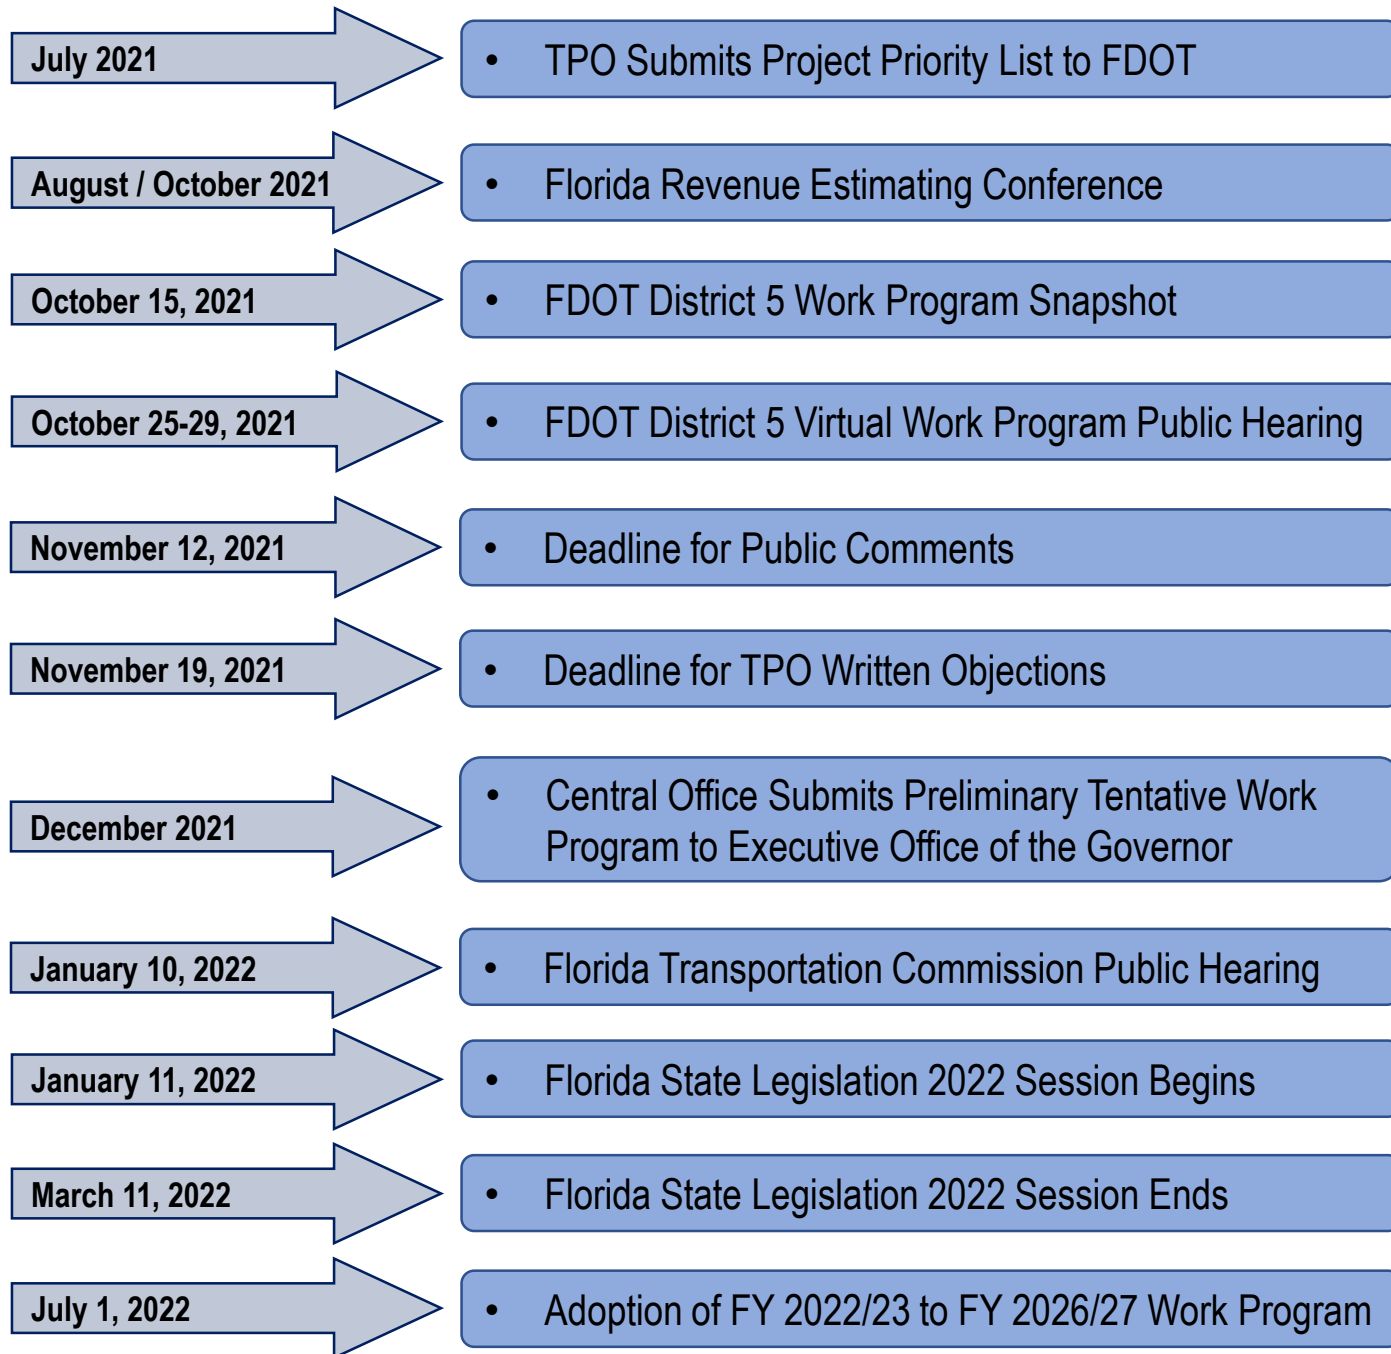 July 2021
• TPO Submits Project Priority List to FDOT
August / October 2021
• Florida Revenue Estimating Conference
October 15, 2021
• FDOT District 5 Work Program Snapshot
October 25-29, 2021
• FDOT District 5 Virtual Work Program Public Hearing
November 12, 2021
• Deadline for Public Comments
November 19, 2021
• Deadline for TPO Written Objections
December 2021
• Central Office Submits Preliminary Tentative Work
Program to Executive Office of the Governor
January 10, 2022
• Florida Transportation Commission Public Hearing
January 11, 2022
• Florida State Legislation 2022 Session Begins
March 11, 2022
• Florida State Legislation 2022 Session Ends
July 1, 2022
• Adoption of FY 2022/23 to FY 2026/27 Work Program